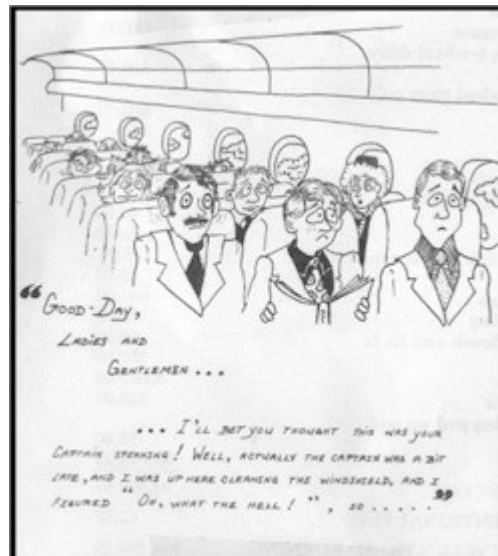 "GOOD-DAY,
LADIES AND
GENTLEMEN ...
... I'LL BET YOU THOUGHT THIS WAS YOUR
CAPTAIN SPEAKING! WELL, ACTUALLY THE CAPTAIN WAS A BIT
LATE, AND I WAS UP HERE CLEANING THE WINDSHIELD, AND I
FIGURED "OH, WHAT THE HELL!", SO ....."